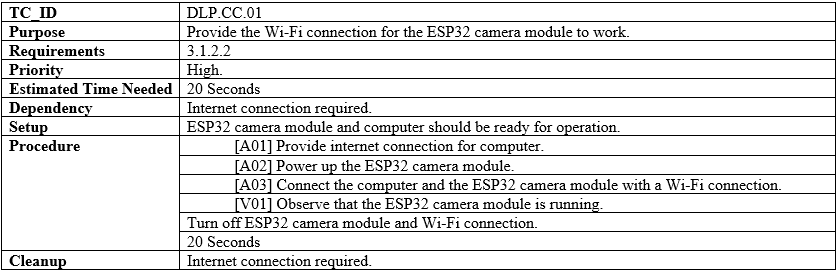 TC_ID DLP.CC.01
Purpose Provide the Wi-Fi connection for the ESP32 camera module to work.
Requirements 3.1.2.2
Priority High.
Estimated Time Needed 20 Seconds
Dependency Internet connection required.
Setup ESP32 camera module and computer should be ready for operation.
Procedure [A01] Provide internet connection for computer.
[A02] Power up the ESP32 camera module.
[A03] Connect the computer and the ESP32 camera module with a Wi-Fi connection.
[V01] Observe that the ESP32 camera module is running.
Turn off ESP32 camera module and Wi-Fi connection.
20 Seconds
Cleanup Internet connection required.